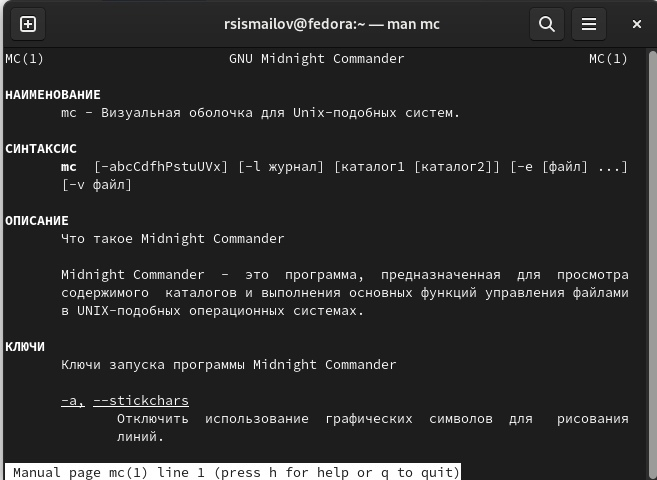 rsismailov@fedora:~ — man mc
MC(1) GNU Midnight Commander MC(1)
НАИМЕНОВАНИЕ
mc - Визуальная оболочка для Unix-подобных систем.
СИНТАКСИС
mc [-abcCdfhPstuUVx] [-l журнал] [каталог1 [каталог2]] [-e [файл] ...]
[-v файл]
ОПИСАНИЕ
Что такое Midnight Commander
Midnight Commander - это программа, предназначенная для просмотра
содержимого каталогов и выполнения основных функций управления файлами
в UNIX-подобных операционных системах.
КЛЮЧИ
Ключи запуска программы Midnight Commander
-a, --stickchars
Отключить использование графических символов для рисования
линий.
Manual page mc(1) line 1 (press h for help or q to quit)